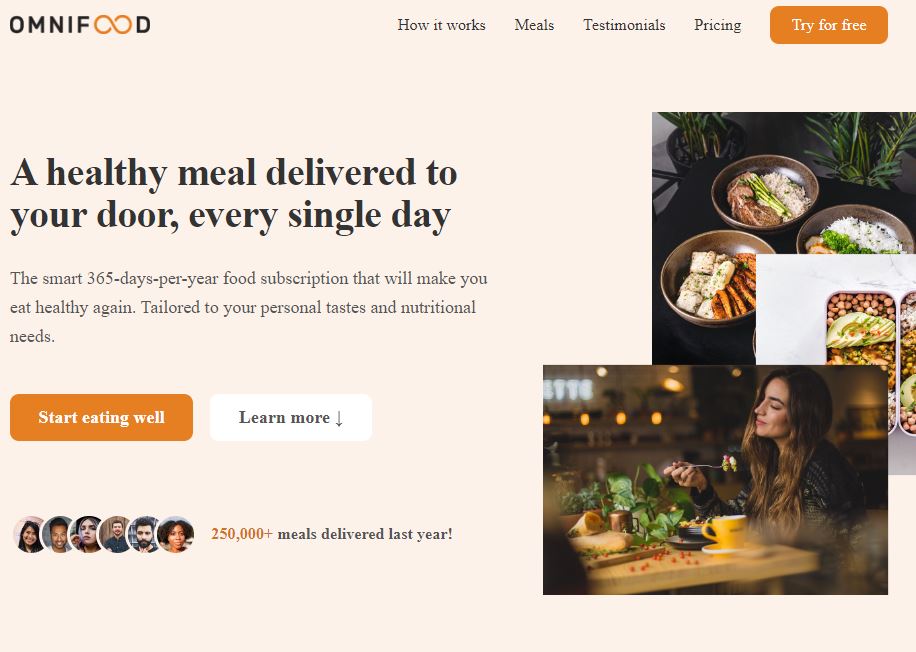 OMNIFOOD
How it works Meals Testimonials Pricing Try for free
A healthy meal delivered to
your door, every single day
The smart 365-days-per-year food subscription that will make you
eat healthy again. Tailored to your personal tastes and nutritional
needs.
Start eating well Learn more ↓
250,000+ meals delivered last year!